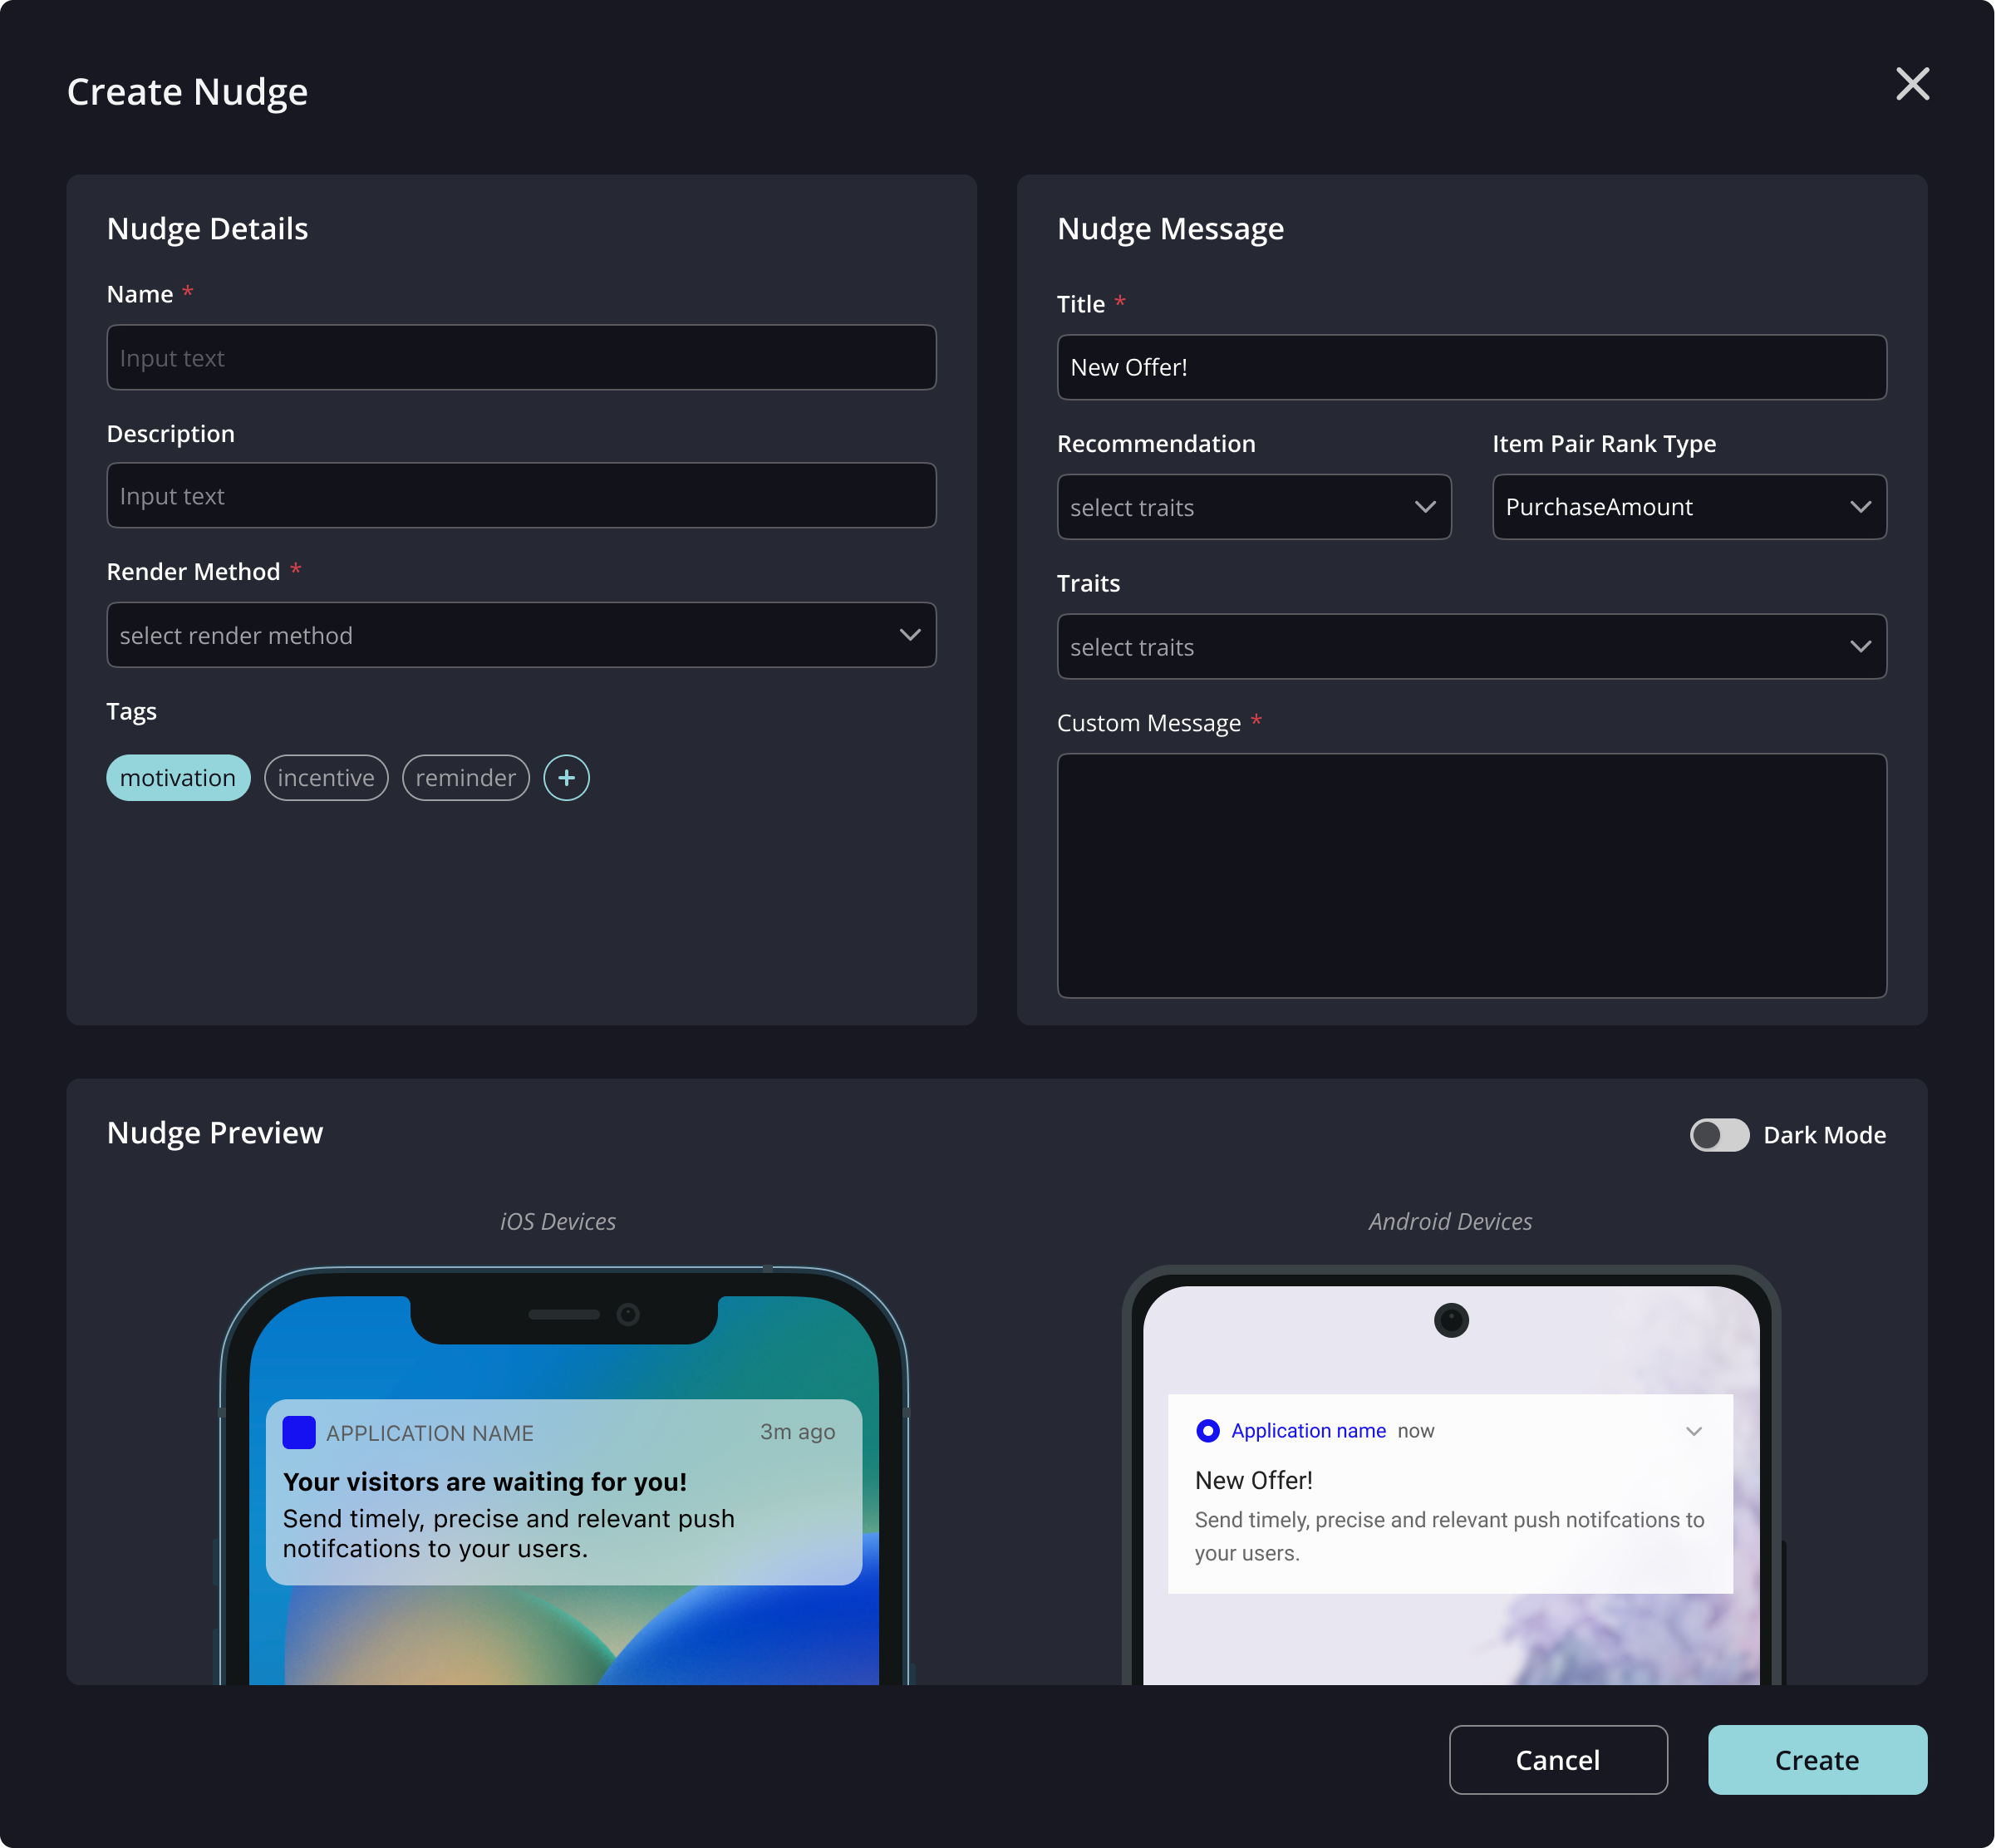 Create Nudge
Nudge Details
Name *
Input text
Description
Input text
Render Method *
select render method
Tags
motivation incentive reminder +
Nudge Message
Title *
New Offer!
Recommendation Item Pair Rank Type
select traits PurchaseAmount
Traits
select traits
Custom Message *
Nudge Preview
Dark Mode
iOS Devices
APPLICATION NAME 3m ago
Your visitors are waiting for you!
Send timely, precise and relevant push
notifcations to your users.
Android Devices
Application name now
New Offer!
Send timely, precise and relevant push notifcations to
your users.
Cancel Create